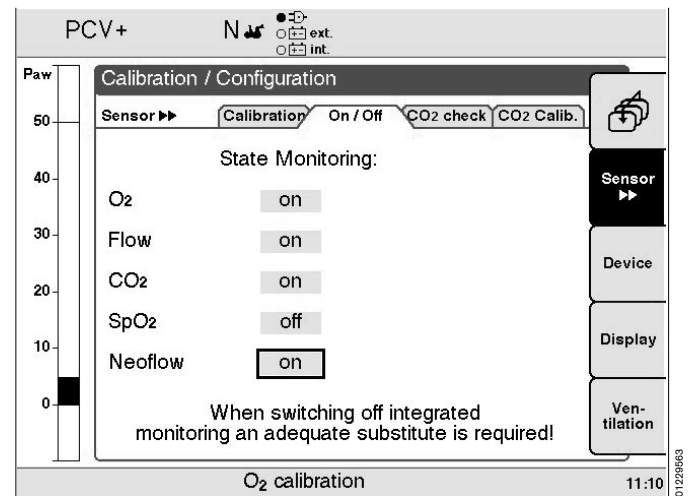 PCV+ N ext.
int.
Paw
Calibration / Configuration
Sensor ▶▶ Calibration On / Off CO2 check CO2 Calib.
50
State Monitoring:
40
O2 on
Sensor
▶▶
30
Flow on
Device
CO2 on
20
SpO2 off
10
Display
Neoflow on
0
When switching off integrated
monitoring an adequate substitute is required!
Ven-
tilation
O2 calibration 11:10
01229563